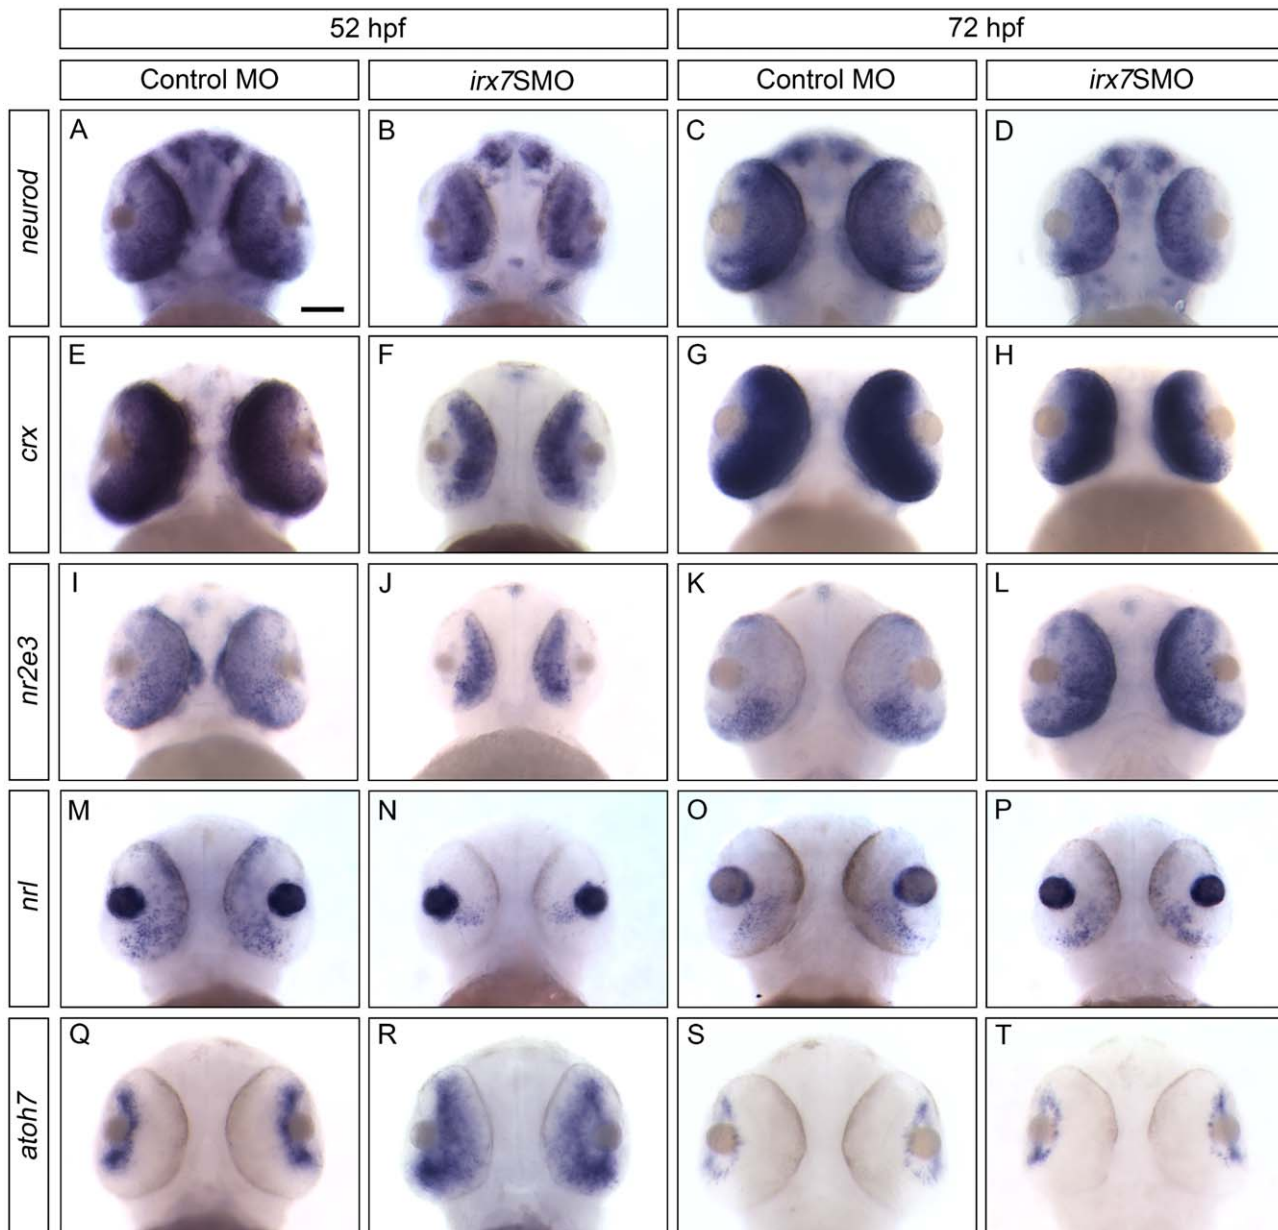 52 hpf
72 hpf
Control MO
irx7SMO
Control MO
irx7SMO
neurod
A
B
C
D
crx
E
F
G
H
nr2e3
I
J
K
L
nrl
M
N
O
P
atoh7
Q
R
S
T